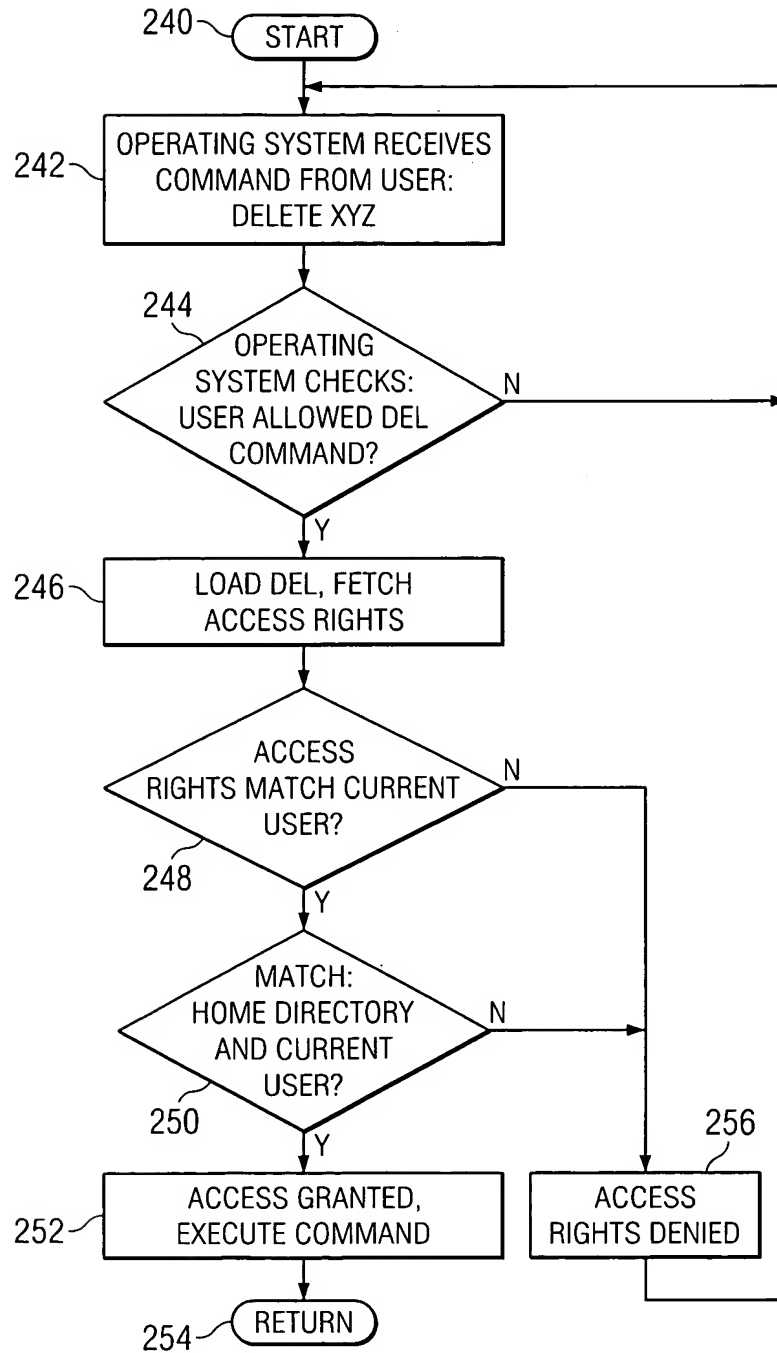 240
START
242
OPERATING SYSTEM RECEIVES
COMMAND FROM USER:
DELETE XYZ
244
OPERATING
SYSTEM CHECKS:
USER ALLOWED DEL
COMMAND?
N
Y
246
LOAD DEL, FETCH
ACCESS RIGHTS
ACCESS
RIGHTS MATCH CURRENT
USER?
N
248
Y
MATCH:
HOME DIRECTORY
AND CURRENT
USER?
N
250
Y
256
252
ACCESS GRANTED,
EXECUTE COMMAND
ACCESS
RIGHTS DENIED
254
RETURN